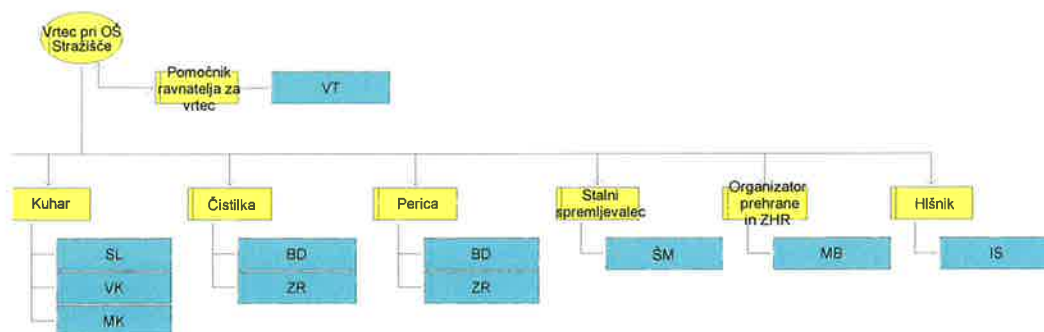 Vrtec pri OŠ
Stražišče
Pomočnik
ravnatelja za
vrtec
VT
Kuhar
Čistilka
Perica
Stalni
spremljevalec
Organizator
prehrane
in ZHR
Hišnik
SL
BD
BD
ŠM
MB
IS
VK
ZR
ZR
MK